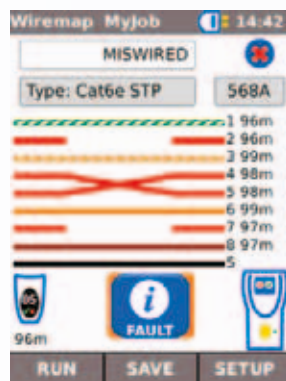 Wiremap MyJob 14:42
MISWIRED
Type: Cat6e STP 568A
1 96m
2 96m
3 99m
4 98m
5 98m
6 99m
7 97m
8 97m
S
05
i
96m
FAULT
RUN SAVE SETUP